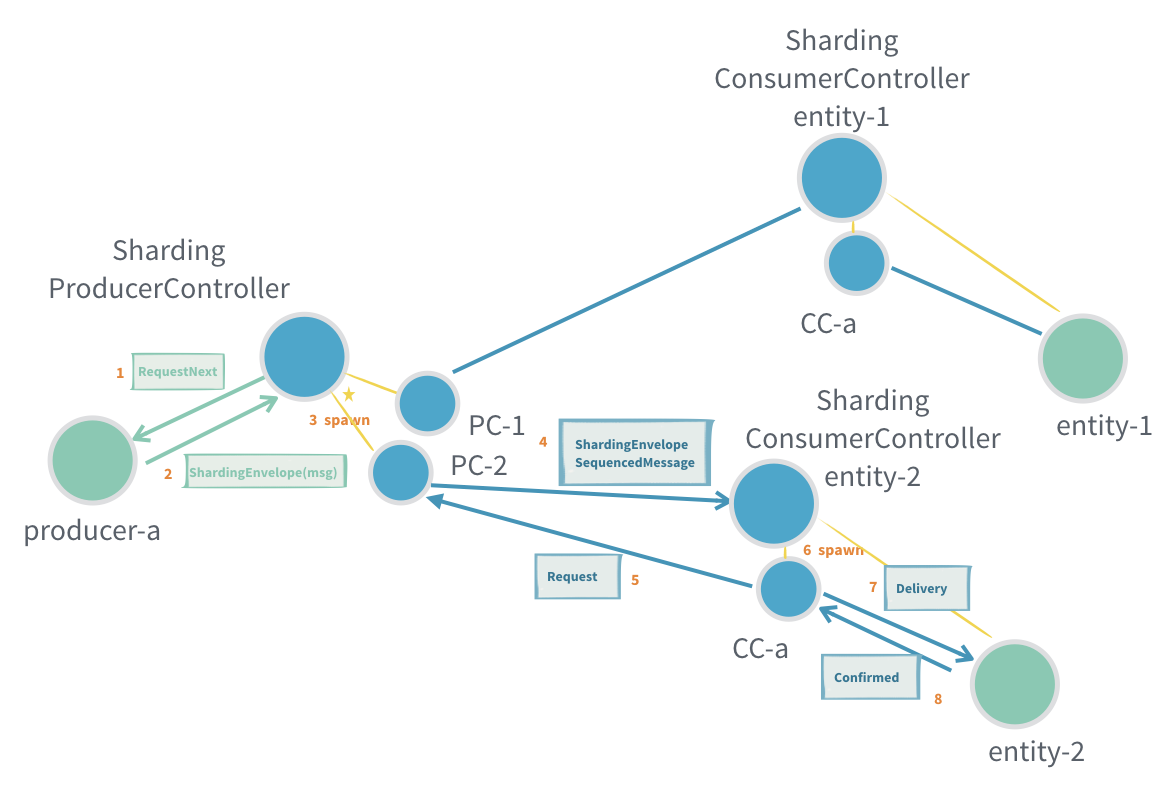 Sharding
ConsumerController
entity-1
Sharding
ProducerController
CC-a
1
RequestNext
entity-1
3 spawn
PC-1
2
ShardingEnvelope(msg)
PC-2
producer-a
4
ShardingEnvelope
SequencedMessage
Sharding
ConsumerController
entity-2
Request
5
6 spawn
7
Delivery
CC-a
Confirmed
8
entity-2